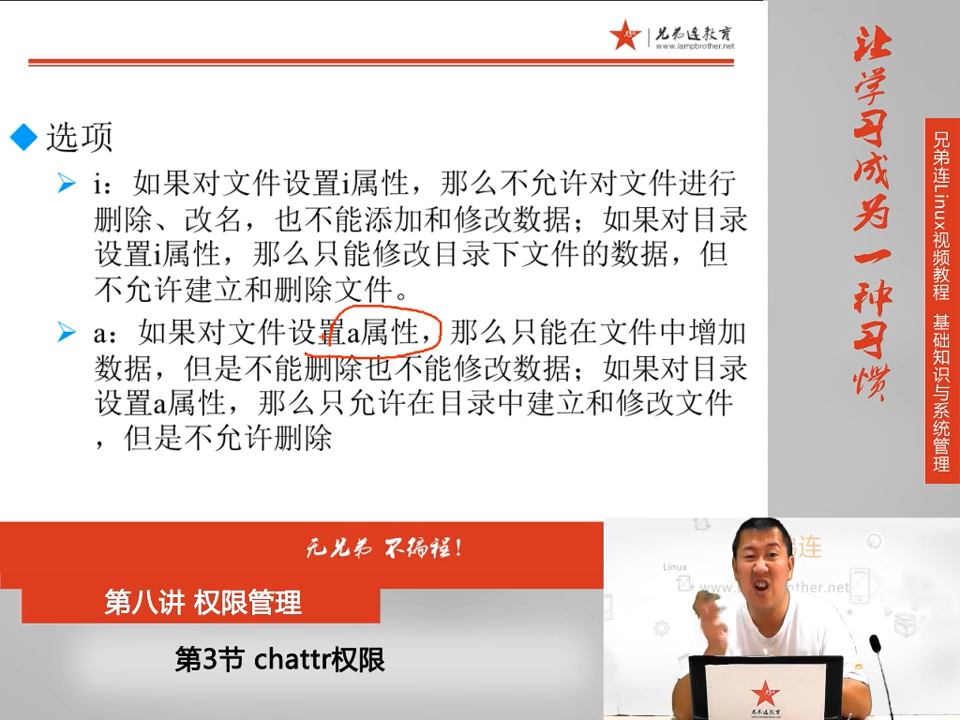 兄弟连教育
www.lampbrother.net
选项
i：如果对文件设置i属性，那么不允许对文件进行
删除、改名，也不能添加和修改数据；如果对目录
设置i属性，那么只能修改目录下文件的数据，但
不允许建立和删除文件。
a：如果对文件设置a属性，那么只能在文件中增加
数据，但是不能删除也不能修改数据；如果对目录
设置a属性，那么只允许在目录中建立和修改文件
，但是不允许删除
让学习成为一种习惯
兄弟连Linux视频教程 基础知识与系统管理
无兄弟 不编程！
第八讲 权限管理
第3节 chattr权限
连
Linux
www.
brother.net
兄弟连教育